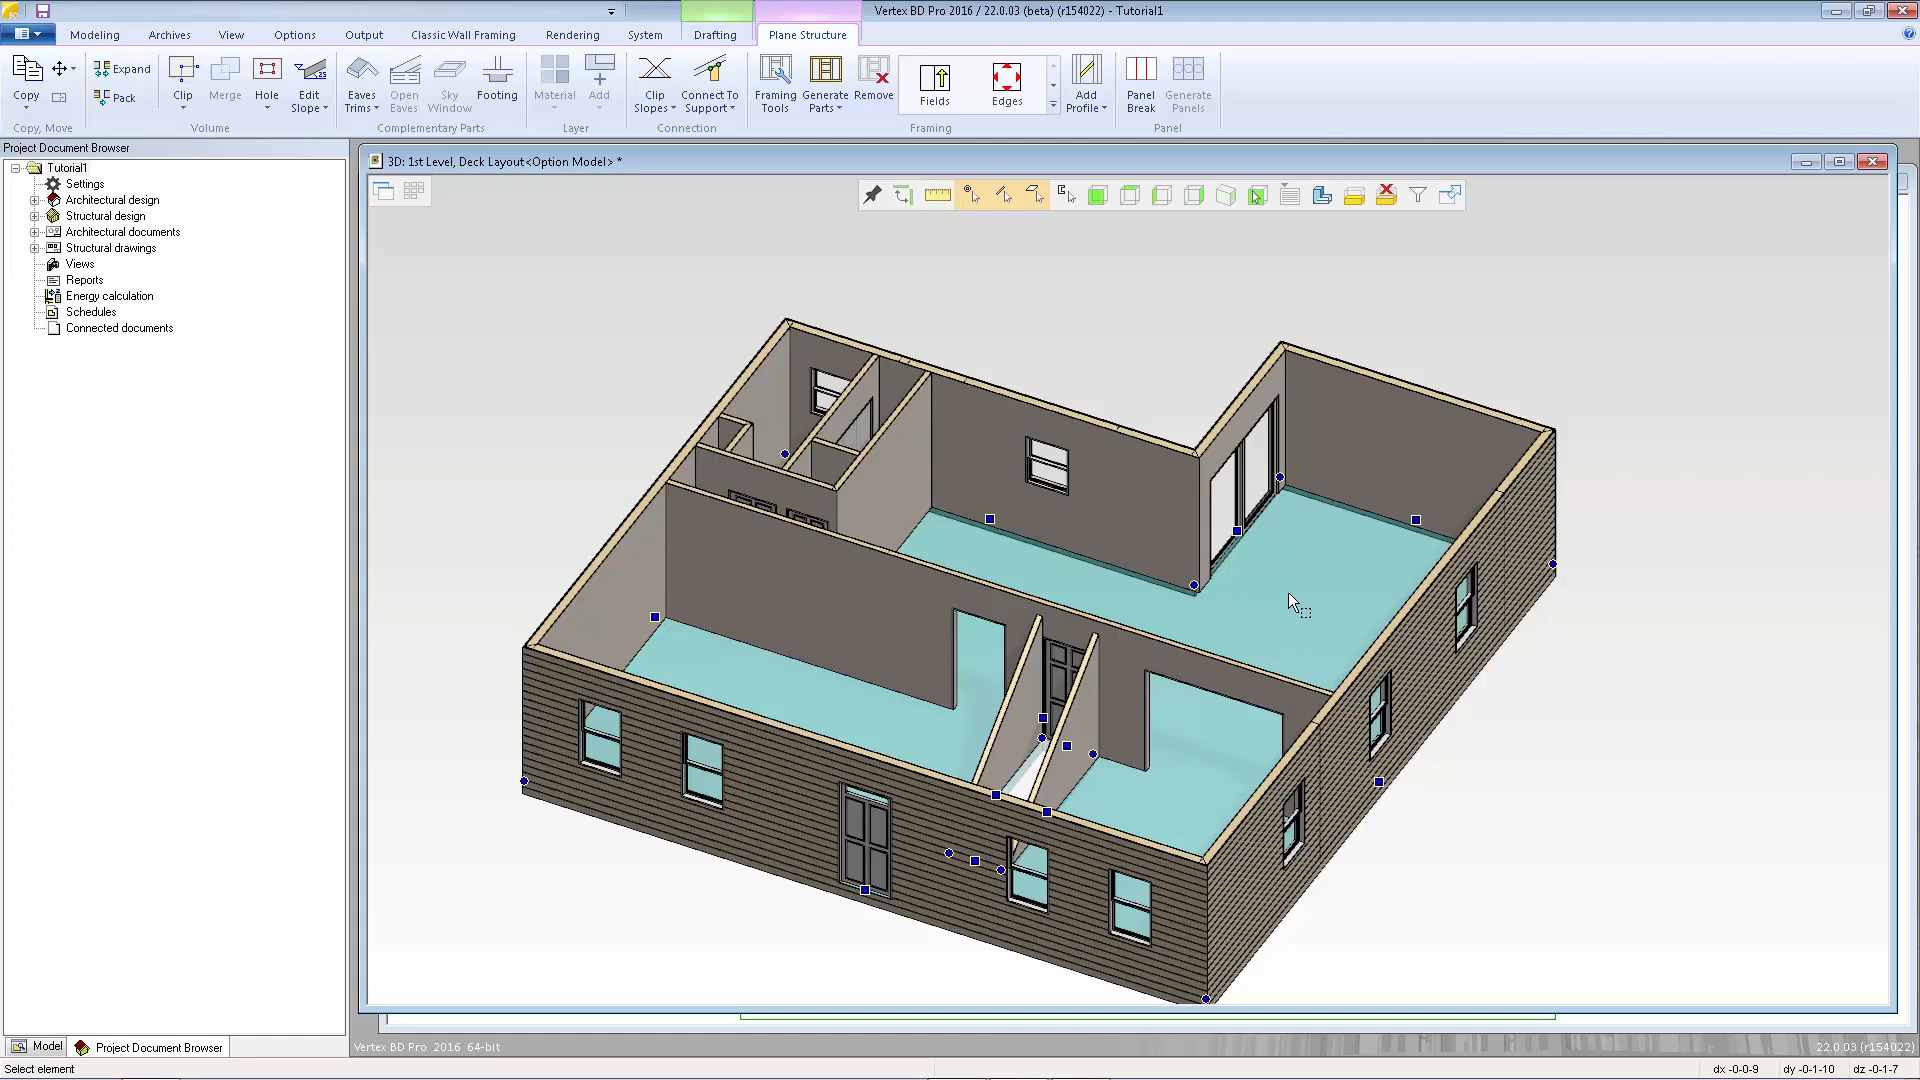 Vertex BD Pro 2016 / 22.0.03 (beta) (r154022) - Tutorial1
Modeling Archives View Options Output Classic Wall Framing Rendering System Drafting Plane Structure
Copy
Expand
Pack
Copy, Move
Clip
Merge
Hole
Edit Slope
Volume
Eaves Trims
Open Eaves
Sky Window
Footing
Complementary Parts
Material
Add
Layer
Clip Slopes
Connect To Support
Connection
Framing Tools
Generate Parts
Remove
Fields
Edges
Add Profile
Framing
Panel Break
Generate Panels
Panel
Project Document Browser
Tutorial1
Settings
Architectural design
Structural design
Architectural documents
Structural drawings
Views
Reports
Energy calculation
Schedules
Connected documents
3D: 1st Level, Deck Layout<Option Model> *
Model
Project Document Browser
Vertex BD Pro 2016 64-bit
22.0.03 (r154022)
Select element
dx -0-0-9 dy -0-1-10 dz -0-1-7